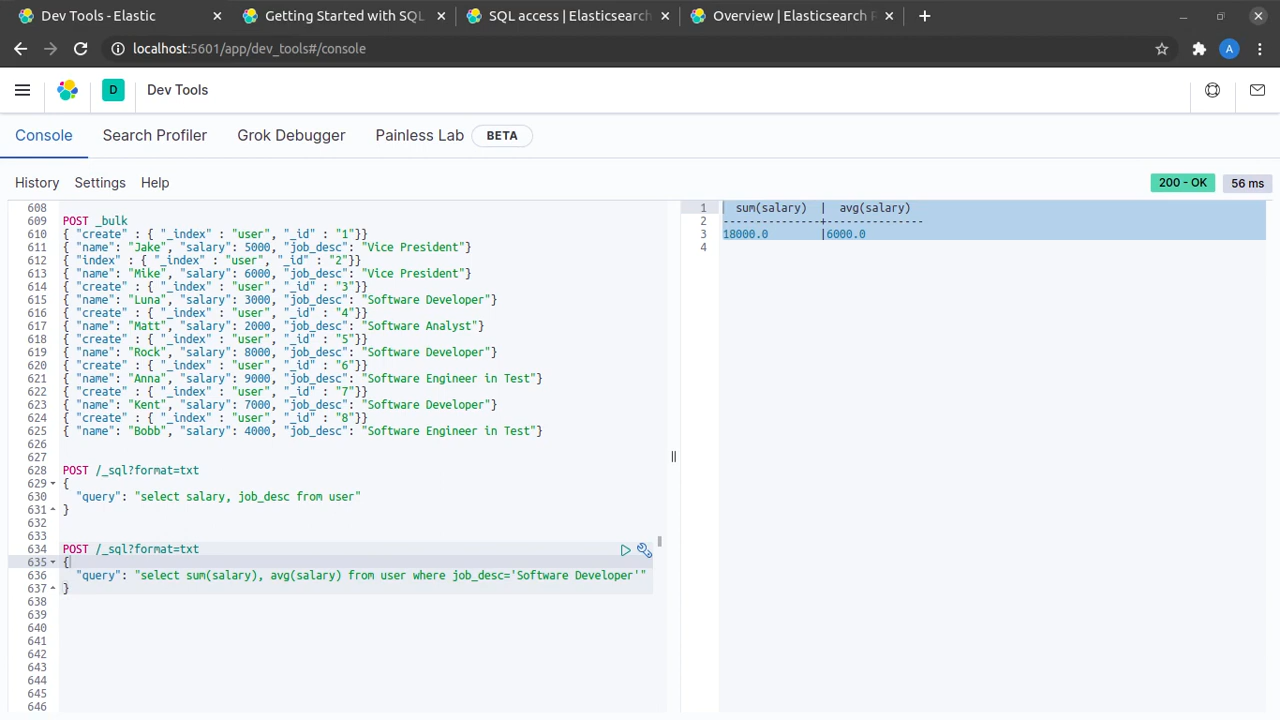 Dev Tools - Elastic
Getting Started with SQL
SQL access | Elasticsearch
Overview | Elasticsearch
localhost:5601/app/dev_tools#/console
A
D
Dev Tools
Console
Search Profiler
Grok Debugger
Painless Lab
BETA
History
Settings
Help
200 - OK
56 ms
608
609 POST _bulk
610 { "create" : { "_index" : "user", "_id" : "1"}}
611 { "name": "Jake", "salary": 5000, "job_desc": "Vice President"}
612 { "index" : { "_index" : "user", "_id" : "2"}}
613 { "name": "Mike", "salary": 6000, "job_desc": "Vice President"}
614 { "create" : { "_index" : "user", "_id" : "3"}}
615 { "name": "Luna", "salary": 3000, "job_desc": "Software Developer"}
616 { "create" : { "_index" : "user", "_id" : "4"}}
617 { "name": "Matt", "salary": 2000, "job_desc": "Software Analyst"}
618 { "create" : { "_index" : "user", "_id" : "5"}}
619 { "name": "Rock", "salary": 8000, "job_desc": "Software Developer"}
620 { "create" : { "_index" : "user", "_id" : "6"}}
621 { "name": "Anna", "salary": 9000, "job_desc": "Software Engineer in Test"}
622 { "create" : { "_index" : "user", "_id" : "7"}}
623 { "name": "Kent", "salary": 7000, "job_desc": "Software Developer"}
624 { "create" : { "_index" : "user", "_id" : "8"}}
625 { "name": "Bobb", "salary": 4000, "job_desc": "Software Engineer in Test"}
626
627
628 POST /_sql?format=txt
629 {
630 "query": "select salary, job_desc from user"
631 }
632
633
634 POST /_sql?format=txt
635 {
636 "query": "select sum(salary), avg(salary) from user where job_desc='Software Developer'"
637 }
638
639
640
641
642
643
644
645
646
1 sum(salary) | avg(salary)
2 ---------------+---------------
3 18000.0 |6000.0
4